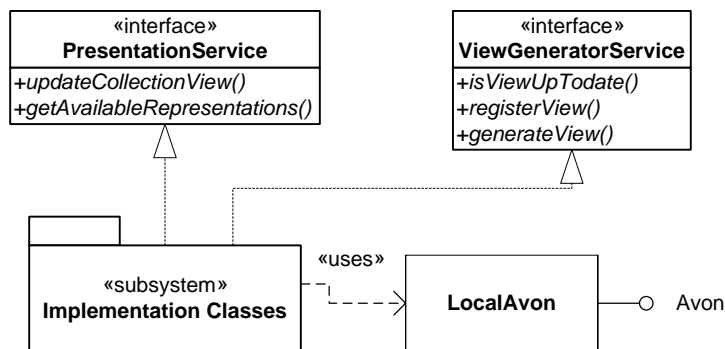 «interface»
PresentationService
+updateCollectionView()
+getAvailableRepresentations()
«interface»
ViewGeneratorService
+isViewUpTodate()
+registerView()
+generateView()
«subsystem»
Implementation Classes
«uses»
LocalAvon
Avon